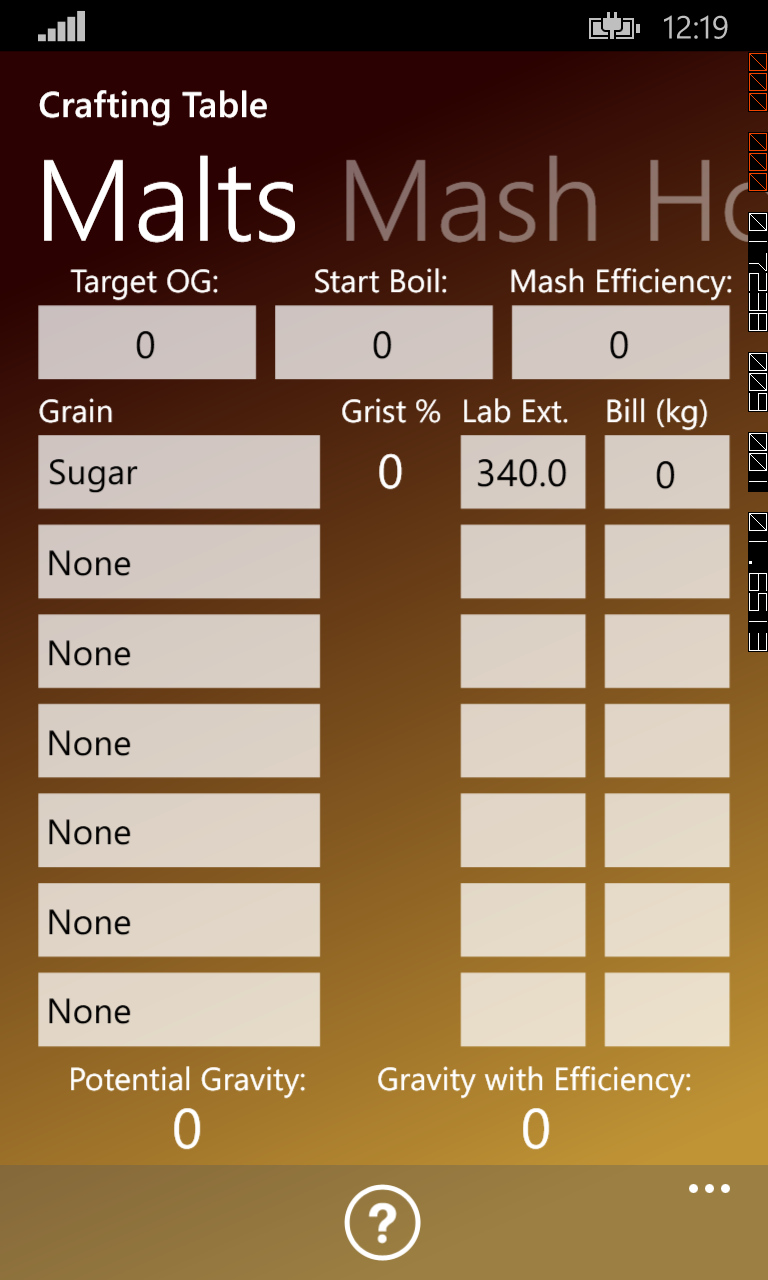 12:19
Crafting Table
Malts Mash Ho
Target OG: Start Boil: Mash Efficiency:
0 0 0
Grain Grist % Lab Ext. Bill (kg)
Sugar 0 340.0 0
None
None
None
None
None
None
Potential Gravity: Gravity with Efficiency:
0 0
?